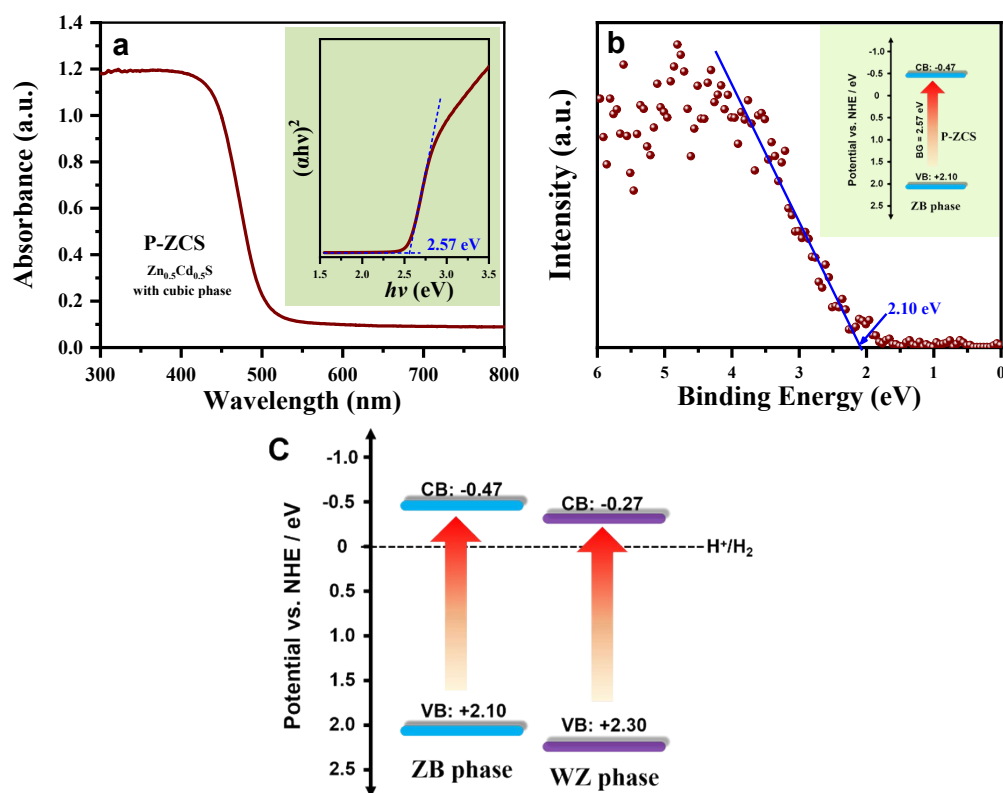 a
Absorbance (a.u.)
1.4
1.2
1.0
0.8
0.6
0.4
0.2
0.0
300
400
500
600
700
800
Wavelength (nm)
P-ZCS
Zn0.5Cd0.5S
with cubic phase
(αhν)2
2.57 eV
1.5
2.0
2.5
3.0
3.5
hν (eV)
b
Intensity (a.u.)
6
5
4
3
2
1
0
Binding Energy (eV)
2.10 eV
Potential vs. NHE / eV
-1.0
-0.5
0
0.5
1.0
1.5
2.0
2.5
CB: -0.47
BG = 2.57 eV
P-ZCS
VB: +2.10
ZB phase
C
Potential vs. NHE / eV
-1.0
-0.5
0
0.5
1.0
1.5
2.0
2.5
CB: -0.47
CB: -0.27
H+/H2
VB: +2.10
VB: +2.30
ZB phase
WZ phase